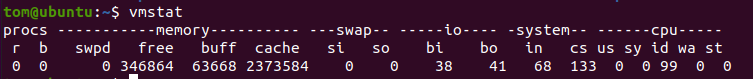 tom@ubuntu:~$ vmstat
procs -----------memory---------- ---swap-- -----io---- -system-- ------cpu-----
 r  b   swpd   free   buff  cache   si   so    bi    bo   in   cs us sy id wa st
 0  0      0 346864  63668 2373584    0    0    38    41   68  133  0  0 99  0  0